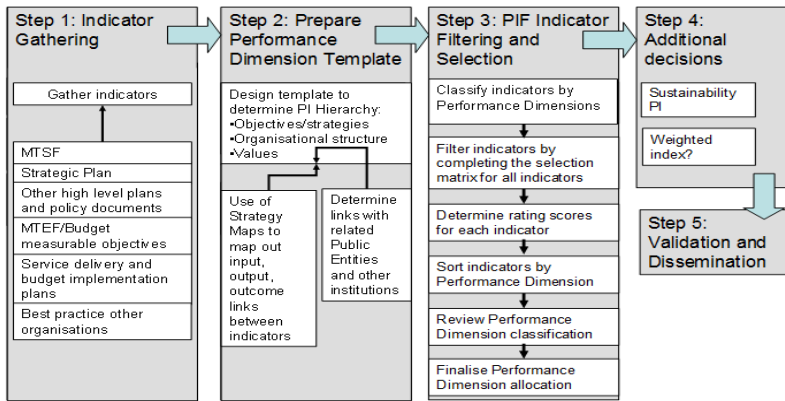 Step 1: Indicator
Gathering
Gather indicators
MTSF
Strategic Plan
Other high level plans
and policy documents
MTEF/Budget
measurable objectives
Service delivery and
budget implementation
plans
Best practice other
organisations
Step 2: Prepare
Performance
Dimension Template
Design template to
determine PI Hierarchy:
•Objectives/strategies
•Organisational structure
•Values
Use of
Strategy
Maps to
map out
input,
output,
outcome
links
between
indicators
Determine
links with
related
Public
Entities
and other
institutions
Step 3: PIF Indicator
Filtering and
Selection
Classify indicators by
Performance Dimensions
Filter indicators by
completing the selection
matrix for all indicators
Determine rating scores
for each indicator
Sort indicators by
Performance Dimension
Review Performance
Dimension classification
Finalise Performance
Dimension allocation
Step 4:
Additional
decisions
Sustainability
PI
Weighted
index?
Step 5:
Validation and
Dissemination